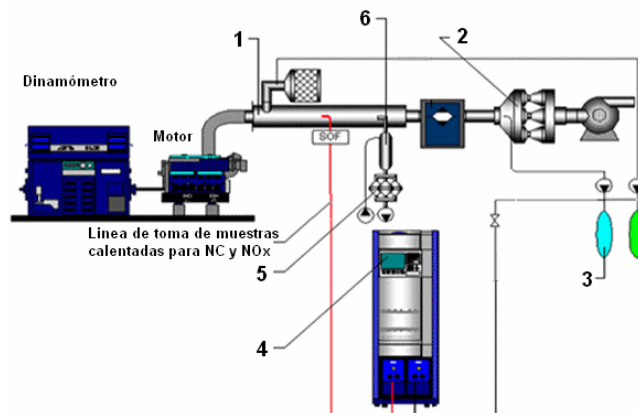 6
1
2
Dinamómetro
Motor
SOF
Linea de toma de muestras
calentadas para NC y NOx
5
3
4